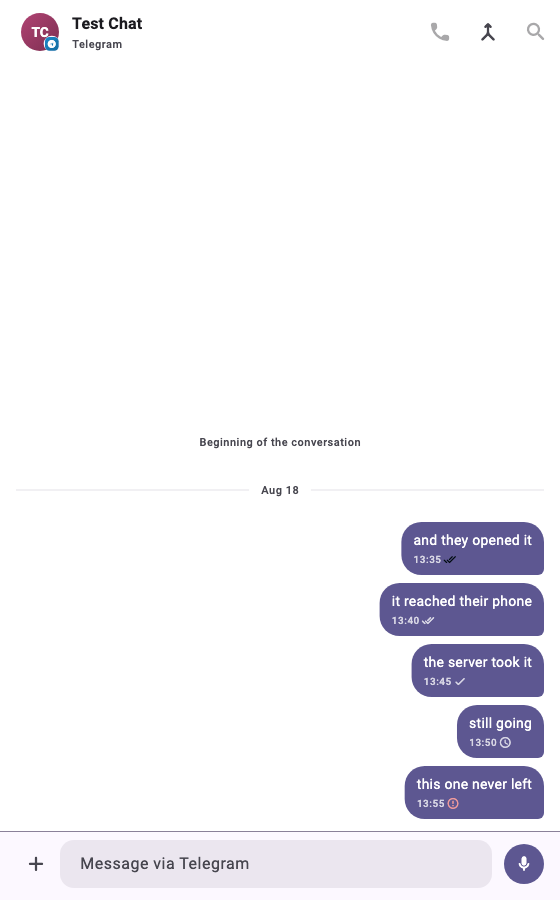 TC
Test Chat
Telegram
Beginning of the conversation
Aug 18
and they opened it
13:35
it reached their phone
13:40
the server took it
13:45
still going
13:50
this one never left
13:55
Message via Telegram